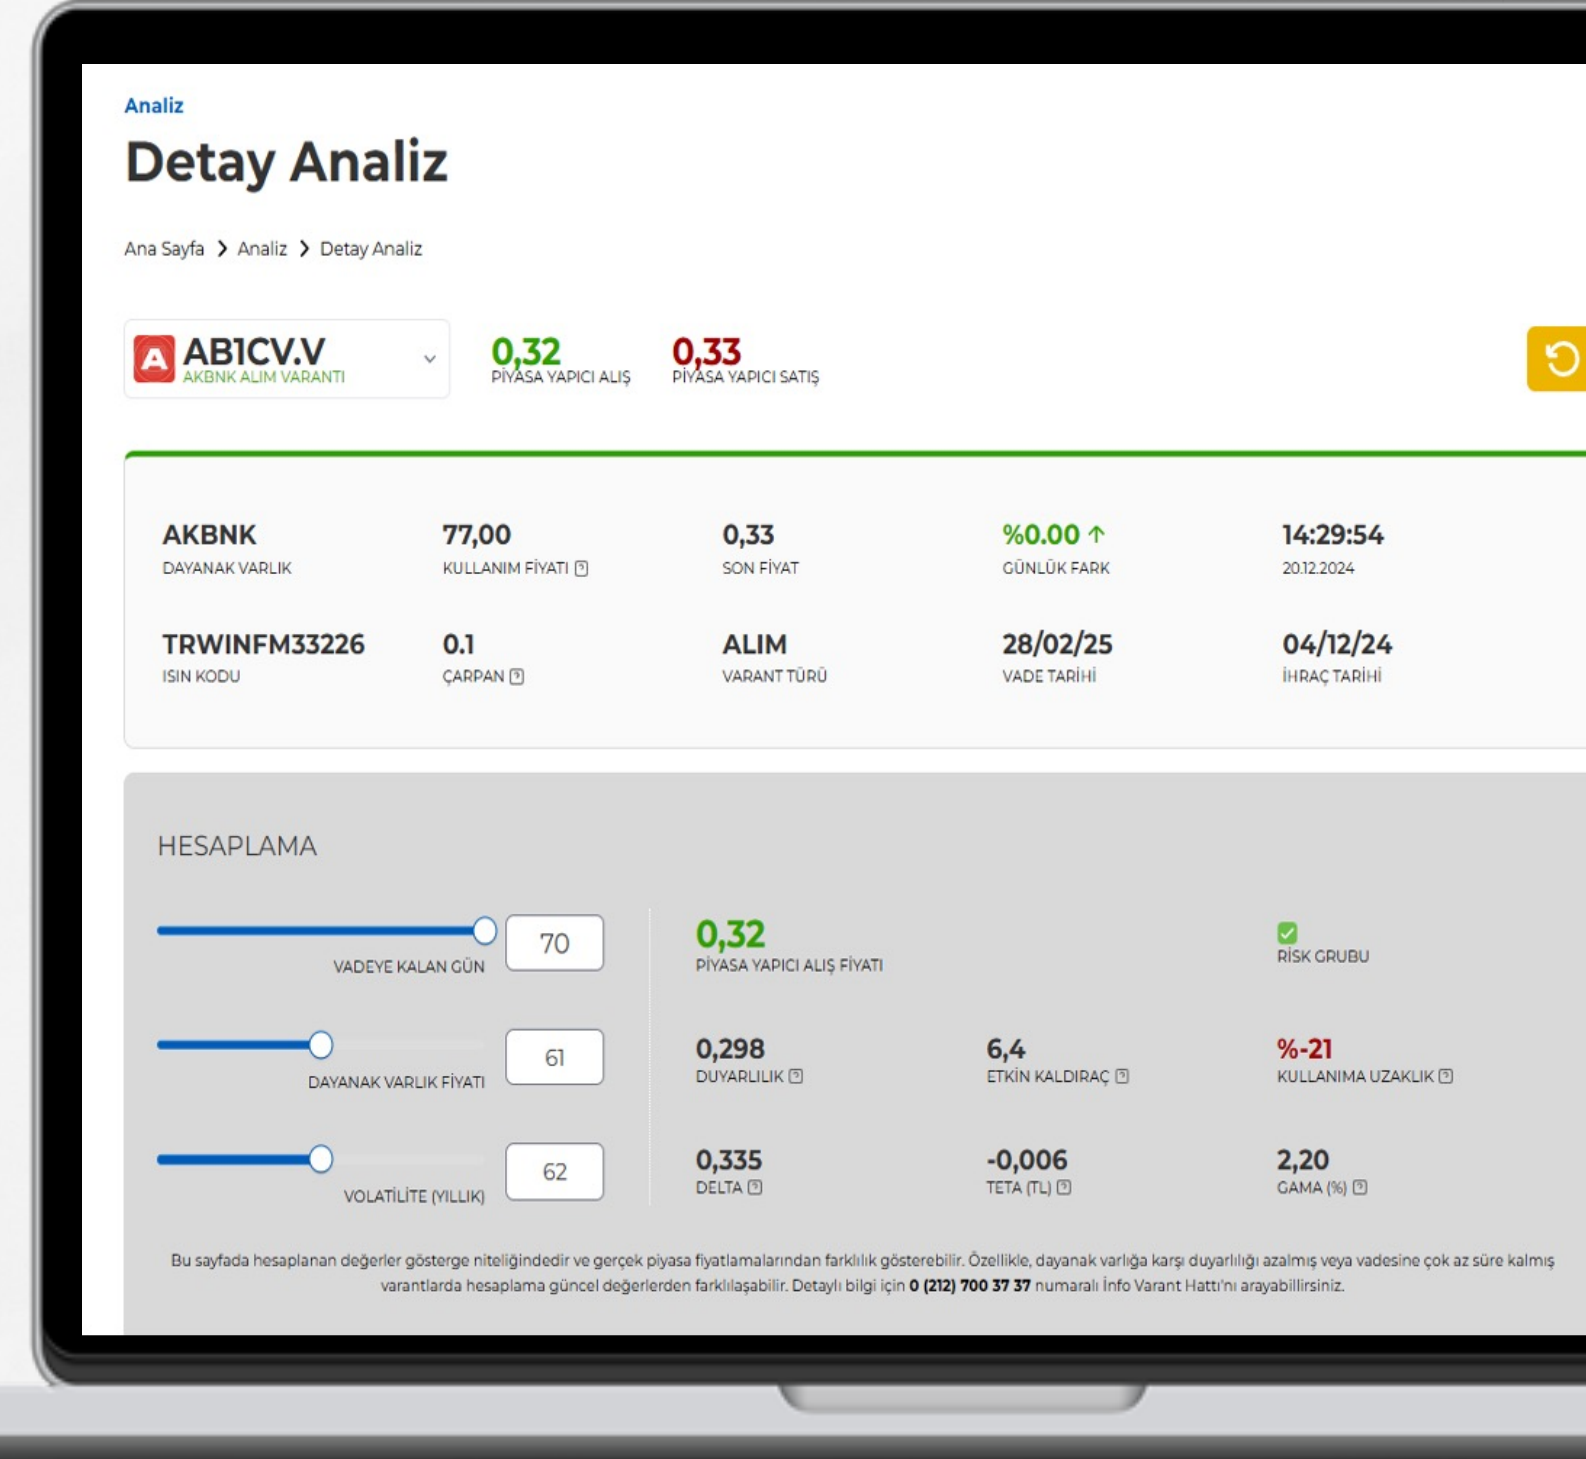 Analiz
Detay Analiz
Ana Sayfa > Analiz > Detay Analiz
A AB1CV.V 0,32 0,33
AKBNK ALIM VARANTI PİYASA YAPICI ALIŞ PİYASA YAPICI SATIŞ
AKBNK 77,00 0,33 %0.00 ↑ 14:29:54
DAYANAK VARLIK KULLANIM FİYATI SON FİYAT GÜNLÜK FARK 20.12.2024
TRWINFM33226 0.1 ALIM 28/02/25 04/12/24
ISIN KODU ÇARPAN VARANT TÜRÜ VADE TARİHİ İHRAÇ TARİHİ
HESAPLAMA
70 0,32
VADEYE KALAN GÜN PİYASA YAPICI ALIŞ FİYATI RİSK GRUBU
61 0,298 6,4 %-21
DAYANAK VARLIK FİYATI DUYARLILIK ETKİN KALDIRAÇ KULLANIMA UZAKLIK
62 0,335 -0,006 2,20
VOLATİLİTE (YILLIK) DELTA TETA (TL) GAMA (%)
Bu sayfada hesaplanan değerler gösterge niteliğindedir ve gerçek piyasa fiyatlamalarından farklılık gösterebilir. Özellikle, dayanak varlığa karşı duyarlılığı azalmış veya vadesine çok az süre kalmış
varantlarda hesaplama güncel değerlerden farklılaşabilir. Detaylı bilgi için 0 (212) 700 37 37 numaralı İnfo Varant Hattı'nı arayabillirsiniz.